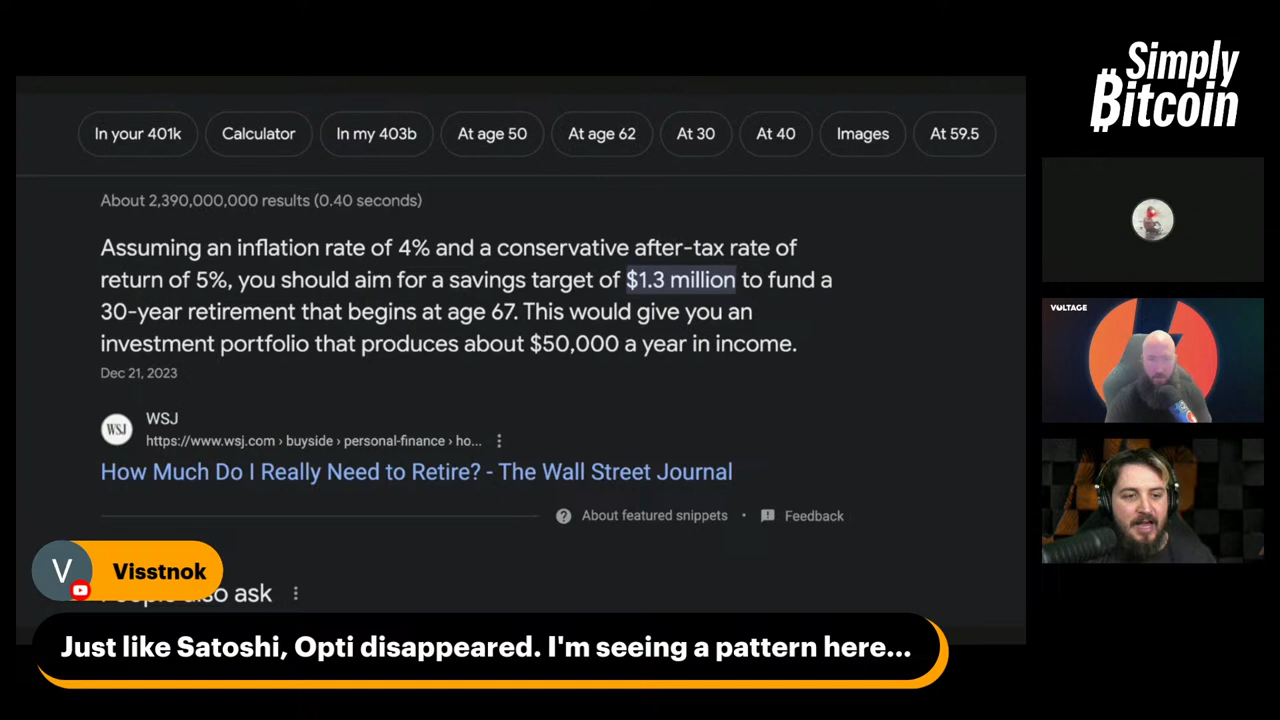 Simply
Bitcoin
In your 401k
Calculator
In my 403b
At age 50
At age 62
At 30
At 40
Images
At 59.5
About 2,390,000,000 results (0.40 seconds)
Assuming an inflation rate of 4% and a conservative after-tax rate of
return of 5%, you should aim for a savings target of $1.3 million to fund a
30-year retirement that begins at age 67. This would give you an
investment portfolio that produces about $50,000 a year in income.
Dec 21, 2023
WSJ
WSJ
https://www.wsj.com › buyside › personal-finance › ho...
How Much Do I Really Need to Retire? - The Wall Street Journal
About featured snippets
Feedback
VOLTAGE
V
Visstnok
also ask
Just like Satoshi, Opti disappeared. I'm seeing a pattern here...